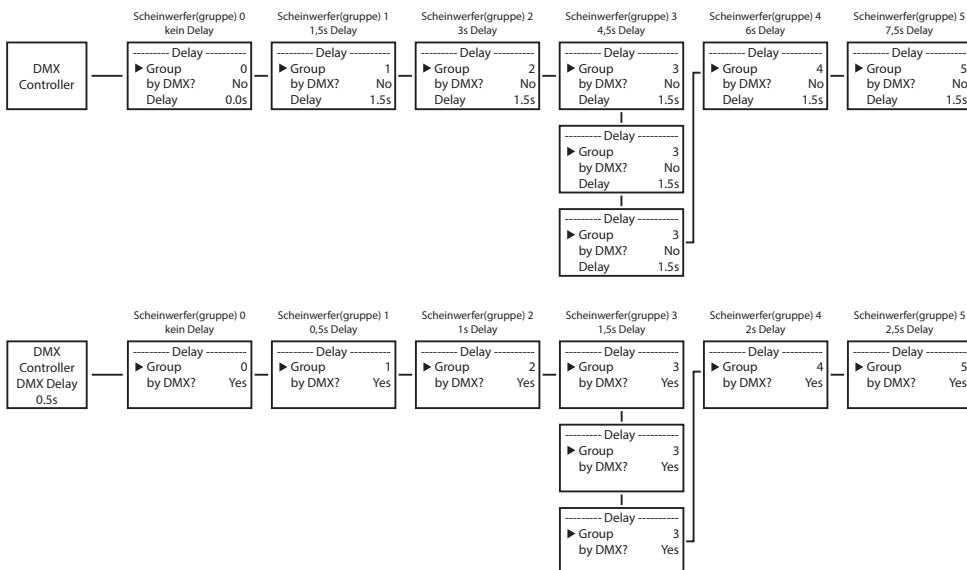 Scheinwerfer(gruppe) 0
kein Delay
Scheinwerfer(gruppe) 1
1,5s Delay
Scheinwerfer(gruppe) 2
3s Delay
Scheinwerfer(gruppe) 3
4,5s Delay
Scheinwerfer(gruppe) 4
6s Delay
Scheinwerfer(gruppe) 5
7,5s Delay
DMX
Controller
--------- Delay ----------
▶ Group 0
by DMX? No
Delay 0.0s
--------- Delay ----------
▶ Group 1
by DMX? No
Delay 1.5s
--------- Delay ----------
▶ Group 2
by DMX? No
Delay 1.5s
--------- Delay ----------
▶ Group 3
by DMX? No
Delay 1.5s
--------- Delay ----------
▶ Group 3
by DMX? No
Delay 1.5s
--------- Delay ----------
▶ Group 3
by DMX? No
Delay 1.5s
--------- Delay ----------
▶ Group 4
by DMX? No
Delay 1.5s
--------- Delay ----------
▶ Group 5
by DMX? No
Delay 1.5s
Scheinwerfer(gruppe) 0
kein Delay
Scheinwerfer(gruppe) 1
0,5s Delay
Scheinwerfer(gruppe) 2
1s Delay
Scheinwerfer(gruppe) 3
1,5s Delay
Scheinwerfer(gruppe) 4
2s Delay
Scheinwerfer(gruppe) 5
2,5s Delay
DMX
Controller
DMX Delay
0.5s
--------- Delay ----------
▶ Group 0
by DMX? Yes
--------- Delay ----------
▶ Group 1
by DMX? Yes
--------- Delay ----------
▶ Group 2
by DMX? Yes
--------- Delay ----------
▶ Group 3
by DMX? Yes
--------- Delay ----------
▶ Group 3
by DMX? Yes
--------- Delay ----------
▶ Group 3
by DMX? Yes
--------- Delay ----------
▶ Group 4
by DMX? Yes
--------- Delay ----------
▶ Group 5
by DMX? Yes